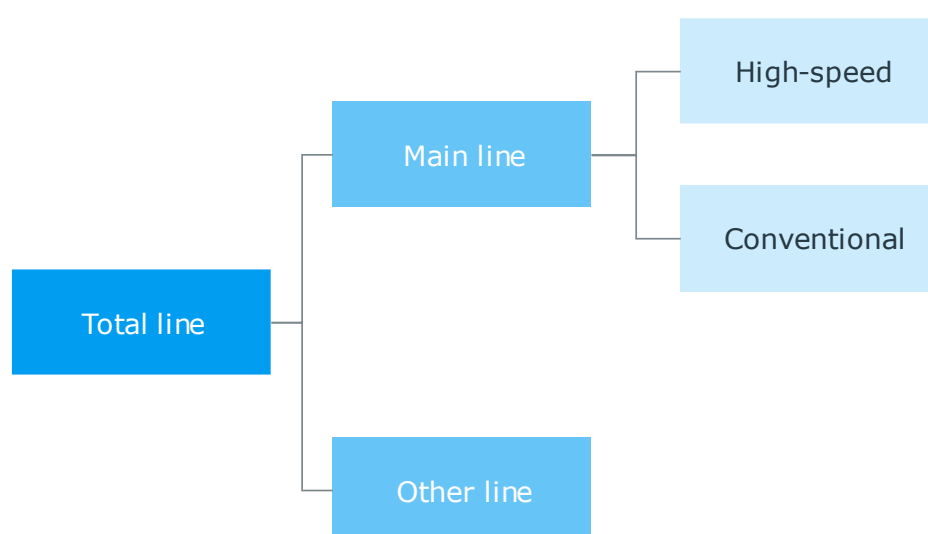 High-speed
Main line
Conventional
Total line
Other line